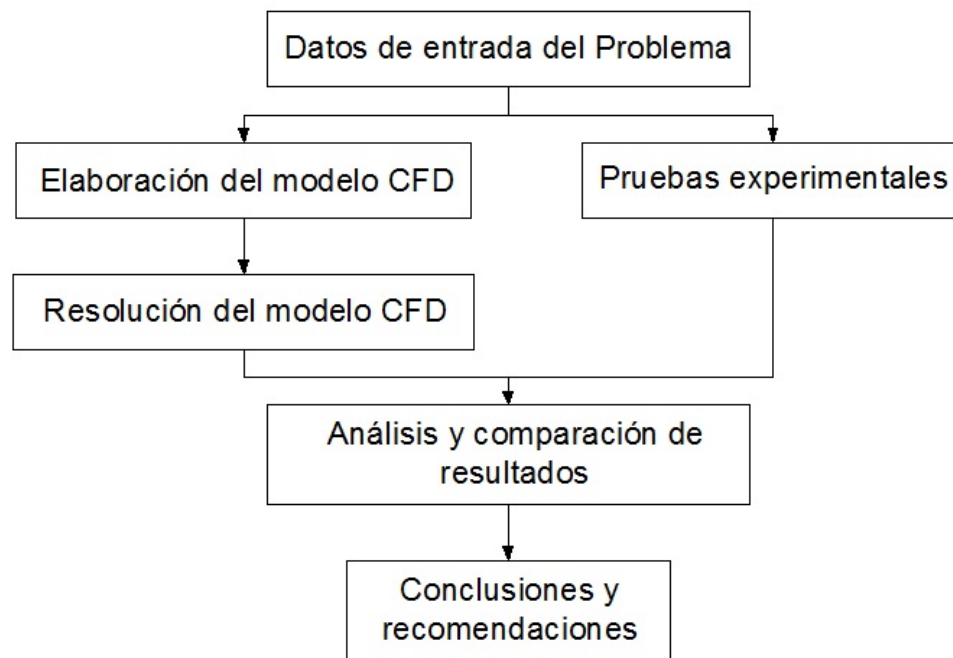 Datos de entrada del Problema
Elaboración del modelo CFD
Pruebas experimentales
Resolución del modelo CFD
Análisis y comparación de
resultados
Conclusiones y
recomendaciones